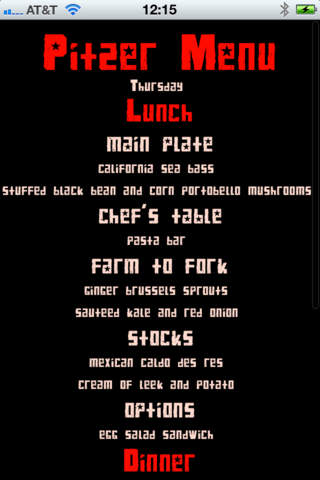 AT&T 12:15
Pitzer Menu
Thursday
Lunch
Main Plate
California Sea Bass
Stuffed Black Bean and Corn Portobello Mushrooms
Chef's Table
Pasta Bar
Farm to Fork
Ginger Brussels Sprouts
Sauteed Kale and Red Onion
Stocks
Mexican Caldo des Res
Cream of Leek and Potato
Options
Egg Salad Sandwich
Dinner